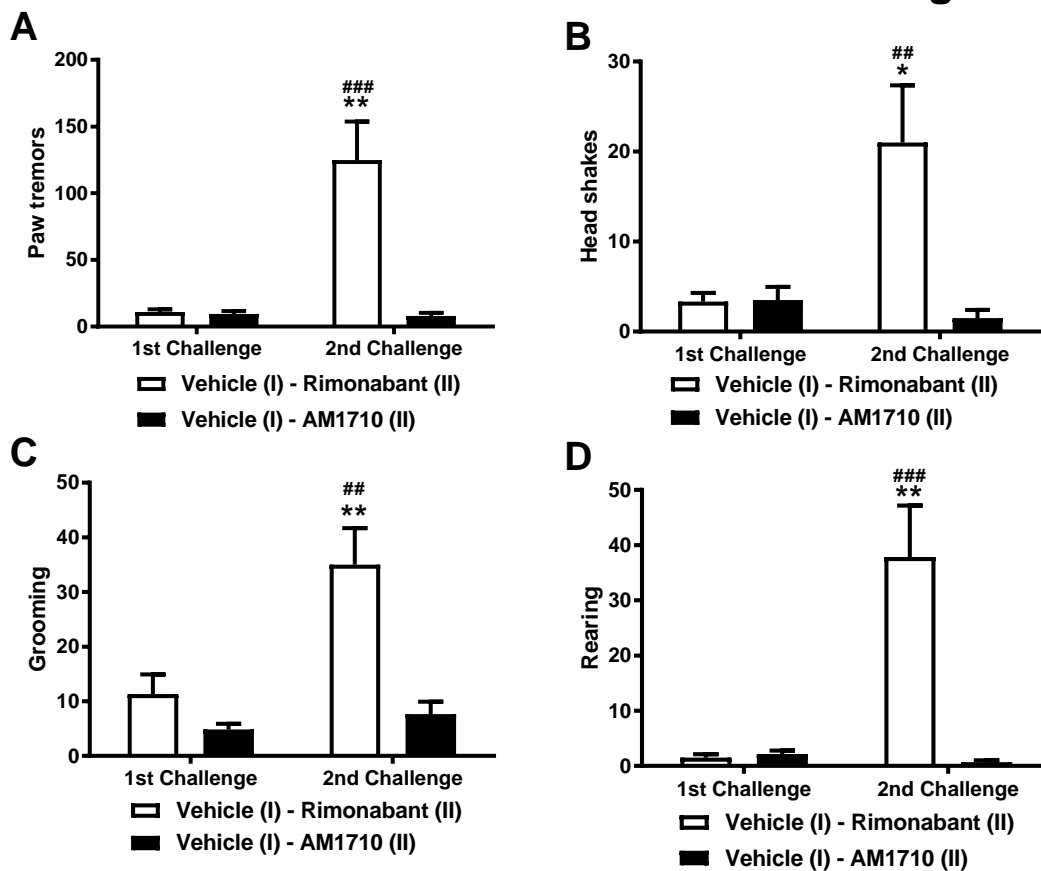 g
A
200
150
100
50
0
Paw tremors
###
**
1st Challenge 2nd Challenge
Vehicle (I) - Rimonabant (II)
Vehicle (I) - AM1710 (II)
B
30
20
10
0
Head shakes
##
*
1st Challenge 2nd Challenge
Vehicle (I) - Rimonabant (II)
Vehicle (I) - AM1710 (II)
C
50
40
30
20
10
0
Grooming
##
**
1st Challenge 2nd Challenge
Vehicle (I) - Rimonabant (II)
Vehicle (I) - AM1710 (II)
D
50
40
30
20
10
0
Rearing
###
**
1st Challenge 2nd Challenge
Vehicle (I) - Rimonabant (II)
Vehicle (I) - AM1710 (II)